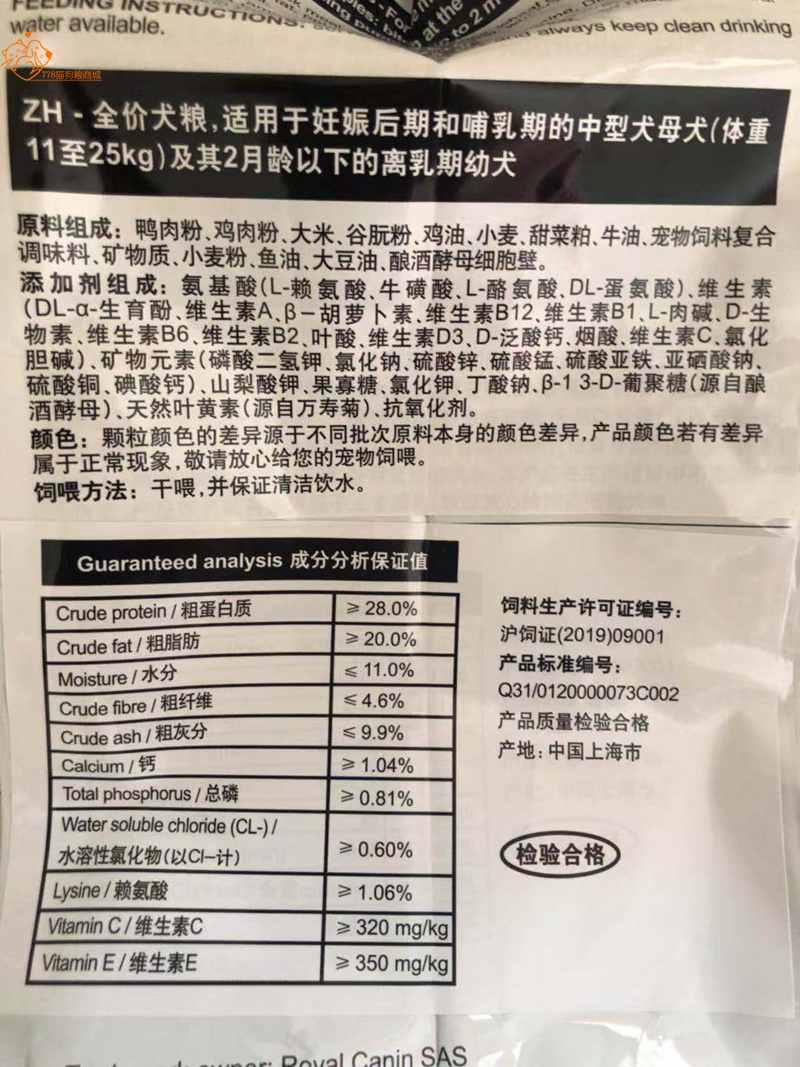 FEEDING INSTRUCTIONS:
at the
to 2 m
water available.
always keep clean drinking
778猫狗粮商城
ZH - 全价犬粮,适用于妊娠后期和哺乳期的中型犬母犬(体重
11至25kg)及其2月龄以下的离乳期幼犬
原料组成：鸭肉粉、鸡肉粉、大米、谷朊粉、鸡油、小麦、甜菜粕、牛油、宠物饲料复合
调味料、矿物质、小麦粉、鱼油、大豆油、酿酒酵母细胞壁。
添加剂组成：氨基酸(L-赖氨酸、牛磺酸、L-酪氨酸、DL-蛋氨酸)、维生素
(DL-α-生育酚、维生素A、β-胡萝卜素、维生素B12、维生素B1、L-肉碱、D-生
物素、维生素B6、维生素B2、叶酸、维生素D3、D-泛酸钙、烟酸、维生素C、氯化
胆碱)、矿物元素(磷酸二氢钾、氯化钠、硫酸锌、硫酸锰、硫酸亚铁、亚硒酸钠、
硫酸铜、碘酸钙)、山梨酸钾、果寡糖、氯化钾、丁酸钠、β-1 3-D-葡聚糖(源自酿
酒酵母)、天然叶黄素(源自万寿菊)、抗氧化剂。
颜色：颗粒颜色的差异源于不同批次原料本身的颜色差异,产品颜色若有差异
属于正常现象,敬请放心给您的宠物饲喂。
饲喂方法：干喂,并保证清洁饮水。
Guaranteed analysis 成分分析保证值
Crude protein / 粗蛋白质 ≥ 28.0%
Crude fat / 粗脂肪 ≥ 20.0%
Moisture / 水分 ≤ 11.0%
Crude fibre / 粗纤维 ≤ 4.6%
Crude ash / 粗灰分 ≤ 9.9%
Calcium / 钙 ≥ 1.04%
Total phosphorus / 总磷 ≥ 0.81%
Water soluble chloride (CL-) /
水溶性氯化物(以Cl-计) ≥ 0.60%
Lysine / 赖氨酸 ≥ 1.06%
Vitamin C / 维生素C ≥ 320 mg/kg
Vitamin E / 维生素E ≥ 350 mg/kg
饲料生产许可证编号：
沪饲证(2019)09001
产品标准编号：
Q31/0120000073C002
产品质量检验合格
产地：中国上海市
检验合格
owner: Royal Canin SAS